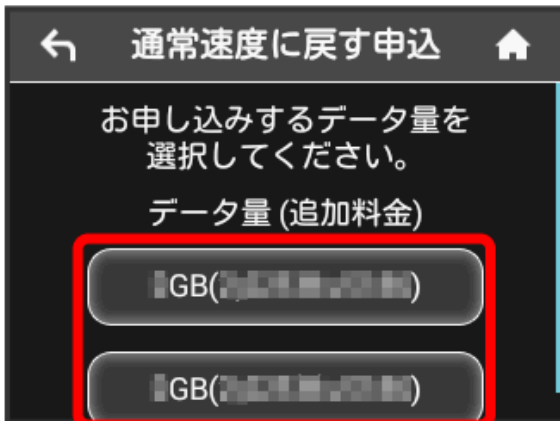 通常速度に戻す申込
お申し込みするデータ量を
選択してください。
データ量 (追加料金)
GB( )
GB( )